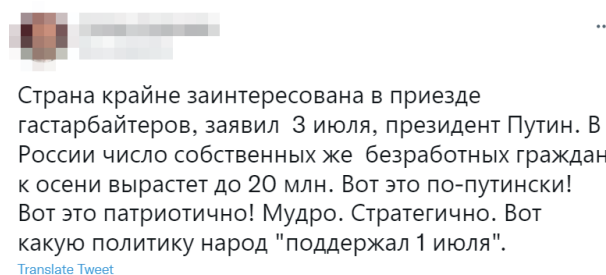 Страна крайне заинтересована в приезде
гастарбайтеров, заявил 3 июля, президент Путин. В
России число собственных же безработных граждан
к осени вырастет до 20 млн. Вот это по-путински!
Вот это патриотично! Мудро. Стратегично. Вот
какую политику народ "поддержал 1 июля".
Translate Tweet